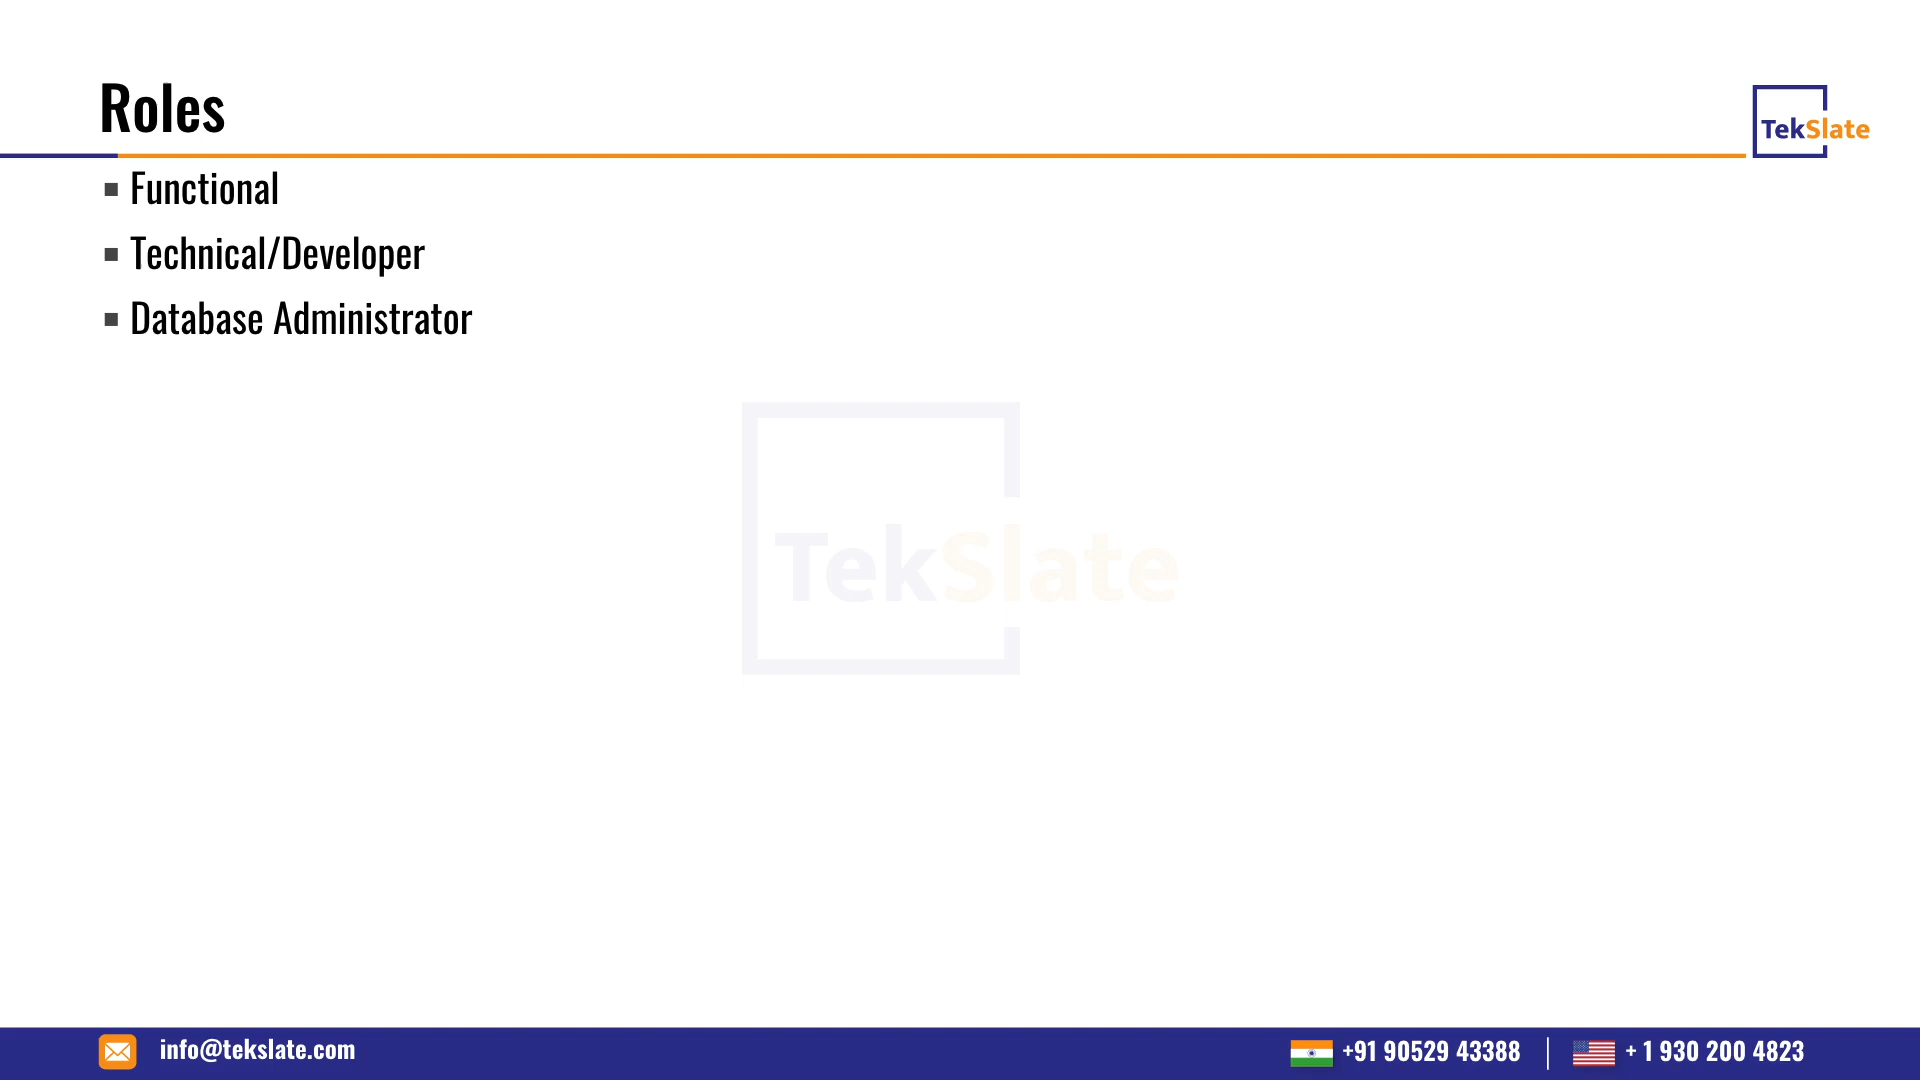 Roles
TekSlate
▪ Functional
▪ Technical/Developer
▪ Database Administrator
TekSlate
info@tekslate.com
+91 90529 43388
+ 1 930 200 4823